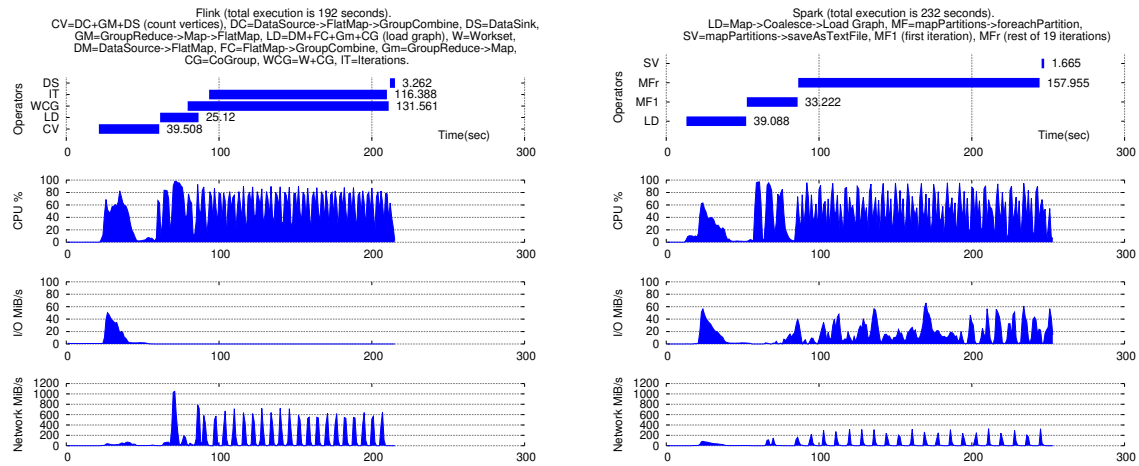 Flink (total execution is 192 seconds).
CV=DC+GM+DS (count vertices), DC=DataSource->FlatMap->GroupCombine, DS=DataSink,
GM=GroupReduce->Map->FlatMap, LD=DM+FC+Gm+CG (load graph), W=Workset,
DM=DataSource->FlatMap, FC=FlatMap->GroupCombine, Gm=GroupReduce->Map,
CG=CoGroup, WCG=W+CG, IT=Iterations.
Operators
DS 3.262
IT 116.388
WCG 131.561
LD 25.12
CV 39.508
Time(sec)
0 100 200 300
CPU %
100
80
60
40
20
0
0 100 200 300
I/O MiB/s
100
80
60
40
20
0
0 100 200 300
Network MiB/s
1200
1000
800
600
400
200
0
0 100 200 300
Spark (total execution is 232 seconds).
LD=Map->Coalesce->Load Graph, MF=mapPartitions->foreachPartition,
SV=mapPartitions->saveAsTextFile, MF1 (first iteration), MFr (rest of 19 iterations)
Operators
SV 1.665
MFr 157.955
MF1 33.222
LD 39.088
Time(sec)
0 100 200 300
CPU %
100
80
60
40
20
0
0 100 200 300
I/O MiB/s
100
80
60
40
20
0
0 100 200 300
Network MiB/s
1200
1000
800
600
400
200
0
0 100 200 300